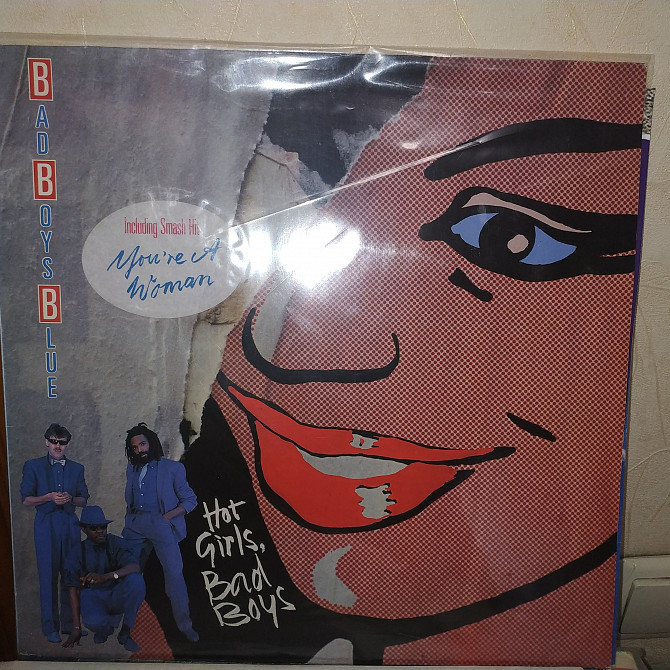 BAD BOYS BLUE
Including Smash Hit
You're A
Woman
Hot
Girls,
Bad
Boys